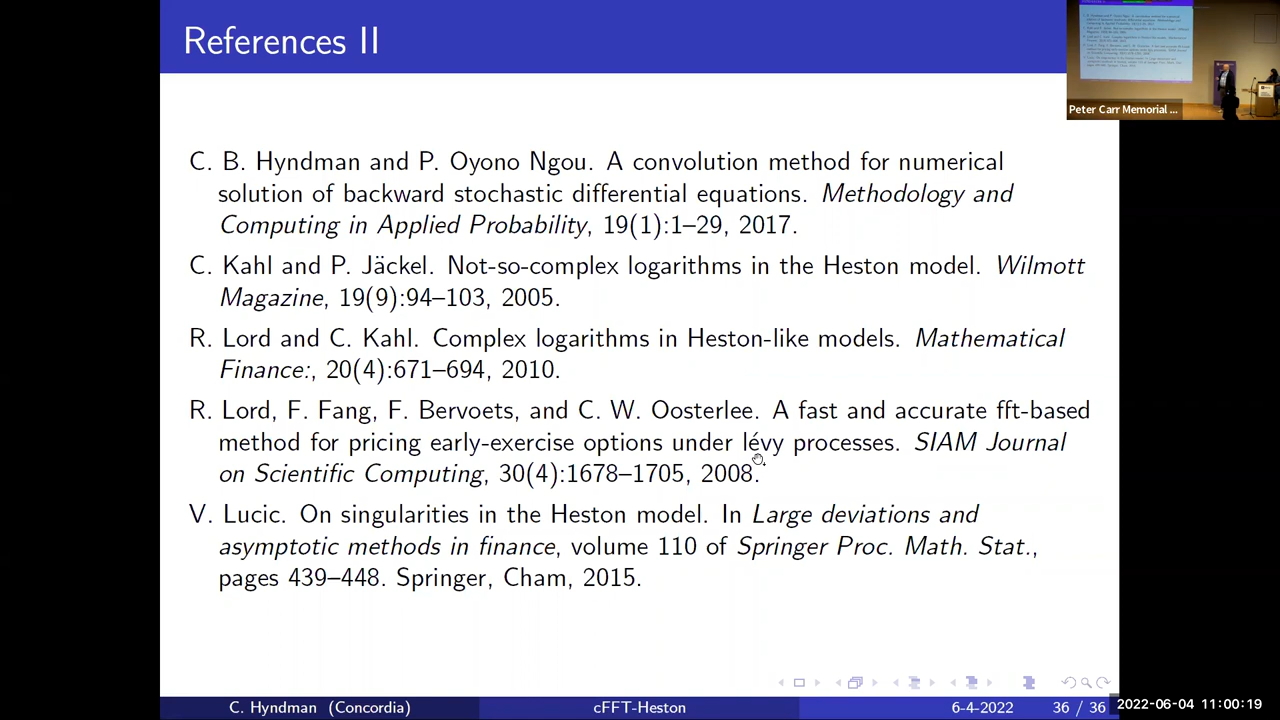 References II
Peter Carr Memorial ...
C. B. Hyndman and P. Oyono Ngou. A convolution method for numerical
solution of backward stochastic differential equations. Methodology and
Computing in Applied Probability, 19(1):1–29, 2017.
C. Kahl and P. Jäckel. Not-so-complex logarithms in the Heston model. Wilmott
Magazine, 19(9):94–103, 2005.
R. Lord and C. Kahl. Complex logarithms in Heston-like models. Mathematical
Finance:, 20(4):671–694, 2010.
R. Lord, F. Fang, F. Bervoets, and C. W. Oosterlee. A fast and accurate fft-based
method for pricing early-exercise options under lévy processes. SIAM Journal
on Scientific Computing, 30(4):1678–1705, 2008.
V. Lucic. On singularities in the Heston model. In Large deviations and
asymptotic methods in finance, volume 110 of Springer Proc. Math. Stat.,
pages 439–448. Springer, Cham, 2015.
C. Hyndman (Concordia) cFFT-Heston 6-4-2022 36 / 36
2022-06-04 11:00:19